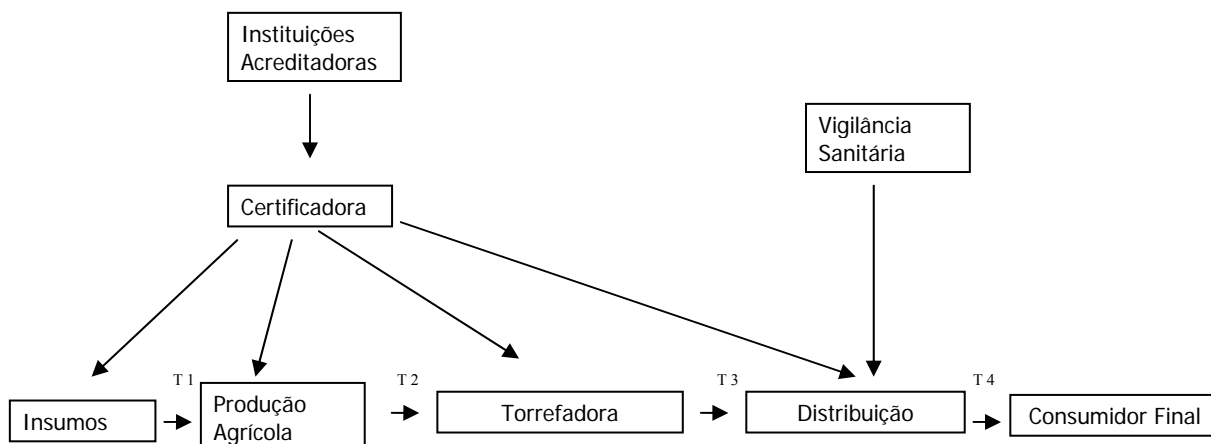 Instituições
Acreditadoras
Vigilância
Sanitária
Certificadora
T 1
T 2
T 3
T 4
Insumos
Produção
Agrícola
Torrefadora
Distribuição
Consumidor Final